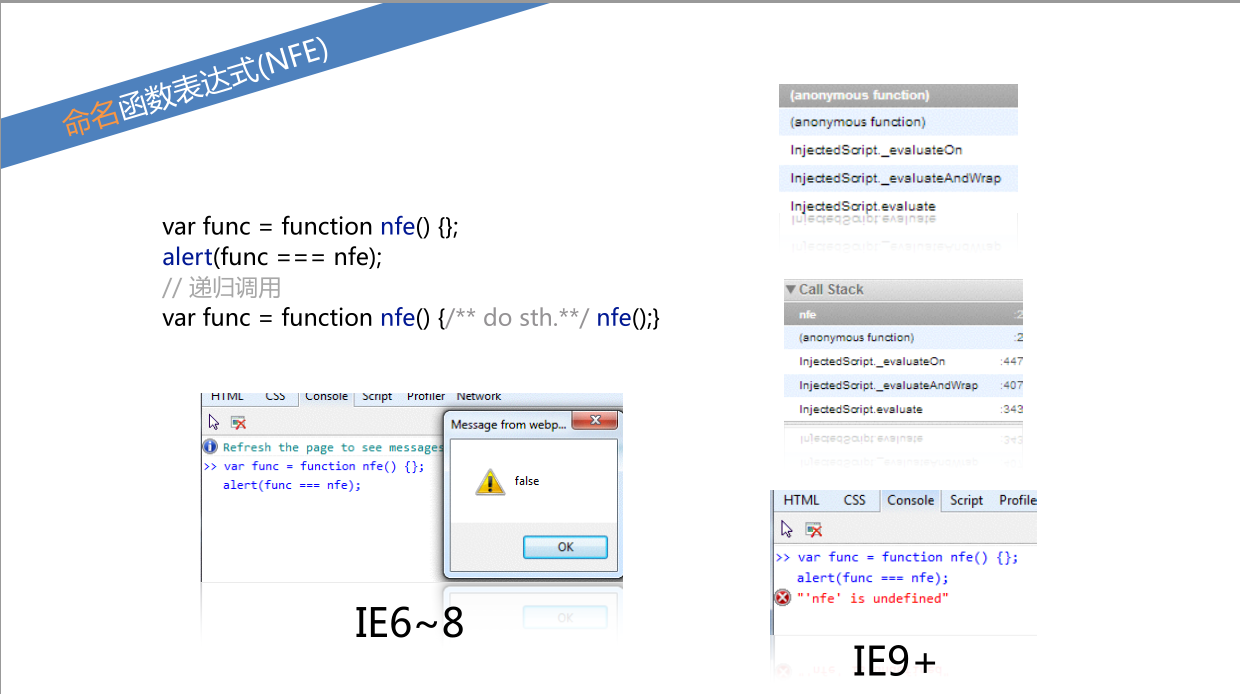 命名函数表达式(NFE)
var func = function nfe() {};
alert(func === nfe);
// 递归调用
var func = function nfe() {/** do sth.**/ nfe();}
HTML CSS Console Script Profiler Network
Refresh the page to see messages
>> var func = function nfe() {};
alert(func === nfe);
Message from webp...
false
OK
IE6~8
(anonymous function)
(anonymous function)
InjectedScript._evaluateOn
InjectedScript._evaluateAndWrap
InjectedScript.evaluate
Call Stack
nfe :2
(anonymous function) :2
InjectedScript._evaluateOn :447
InjectedScript._evaluateAndWrap :407
InjectedScript.evaluate :343
HTML CSS Console Script Profile
>> var func = function nfe() {};
alert(func === nfe);
"'nfe' is undefined"
IE9+